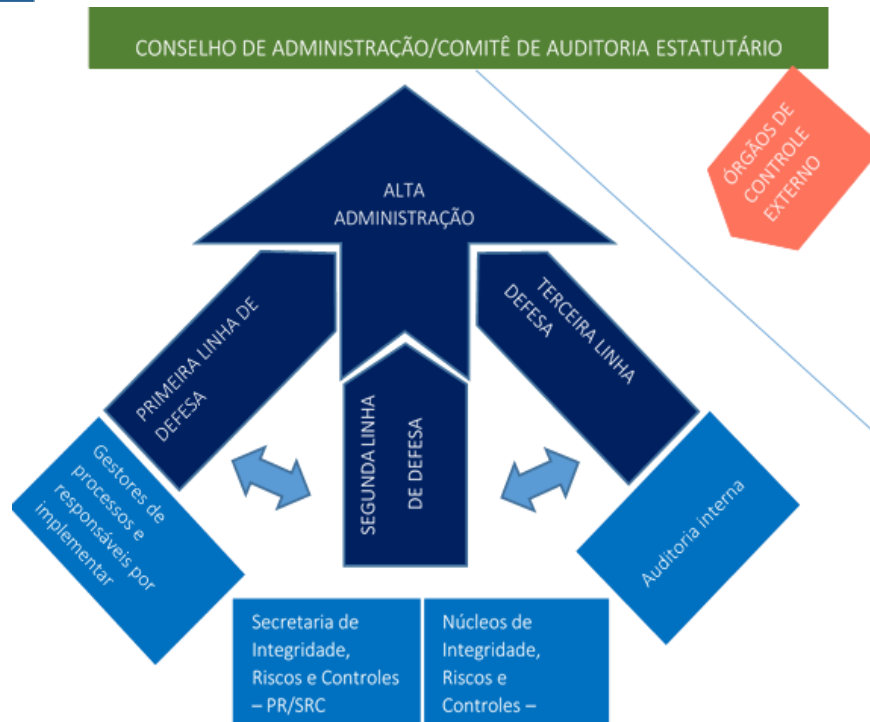 CONSELHO DE ADMINISTRAÇÃO/COMITÊ DE AUDITORIA ESTATUTÁRIO
ÓRGÃOS DE
CONTROLE
EXTERNO
ALTA
ADMINISTRAÇÃO
PRIMEIRA LINHA DE
DEFESA
SEGUNDA LINHA
DE DEFESA
TERCEIRA LINHA
DEFESA
Gestores de
processos e
responsáveis por
implementar
Auditoria interna
Secretaria de
Integridade,
Riscos e Controles
– PR/SRC
Núcleos de
Integridade,
Riscos e
Controles –